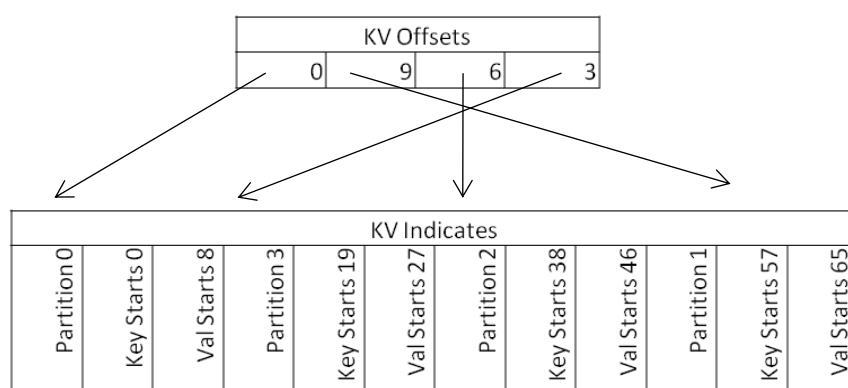 KV Offsets
0 9 6 3
KV Indicates
Partition 0
Key Starts 0
Val Starts 8
Partition 3
Key Starts 19
Val Starts 27
Partition 2
Key Starts 38
Val Starts 46
Partition 1
Key Starts 57
Val Starts 65